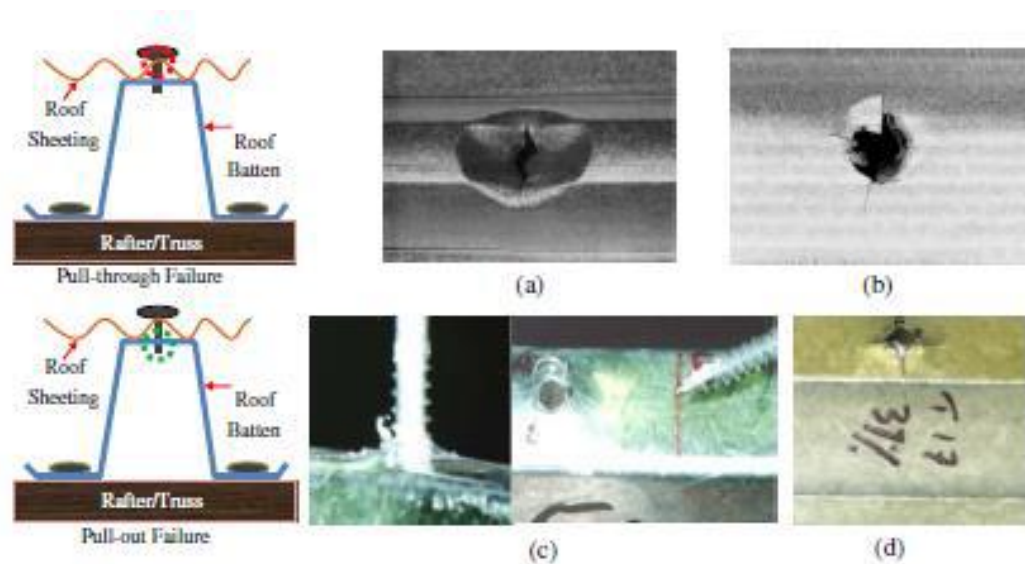 Roof
Sheeting
Roof
Batten
Rafter/Truss
Pull-through Failure
(a)
(b)
Roof
Sheeting
Roof
Batten
Rafter/Truss
Pull-out Failure
(c)
(d)